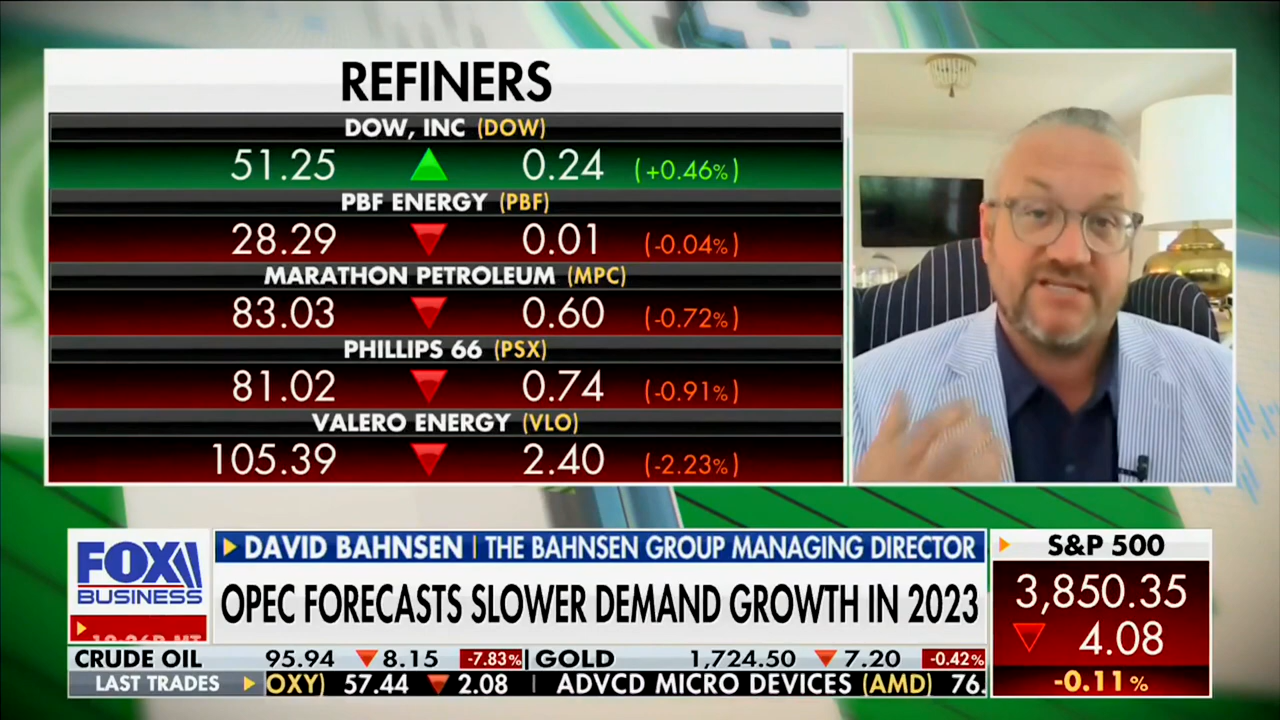 REFINERS
DOW, INC (DOW)
51.25 ▲ 0.24 (+0.46%)
PBF ENERGY (PBF)
28.29 ▼ 0.01 (-0.04%)
MARATHON PETROLEUM (MPC)
83.03 ▼ 0.60 (-0.72%)
PHILLIPS 66 (PSX)
81.02 ▼ 0.74 (-0.91%)
VALERO ENERGY (VLO)
105.39 ▼ 2.40 (-2.23%)
FOX BUSINESS
DAVID BAHNSEN | THE BAHNSEN GROUP MANAGING DIRECTOR
OPEC FORECASTS SLOWER DEMAND GROWTH IN 2023
S&P 500
3,850.35
▼ 4.08
-0.11%
CRUDE OIL 95.94 ▼ 8.15 -7.83% | GOLD 1,724.50 ▼ 7.20 -0.42%
LAST TRADES OXY) 57.44 ▼ 2.08 | ADVCD MICRO DEVICES (AMD) 76.